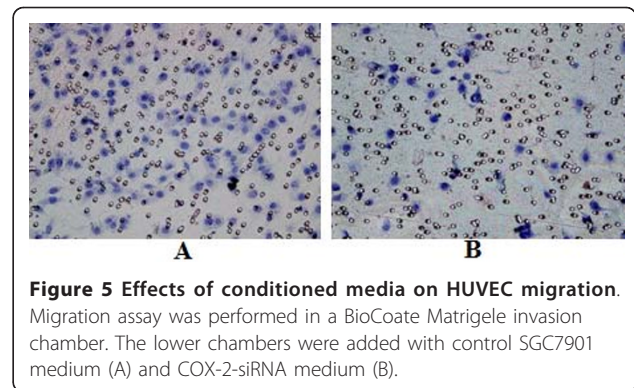 A B
Figure 5 Effects of conditioned media on HUVEC migration.
Migration assay was performed in a BioCoate Matrigele invasion
chamber. The lower chambers were added with control SGC7901
medium (A) and COX-2-siRNA medium (B).